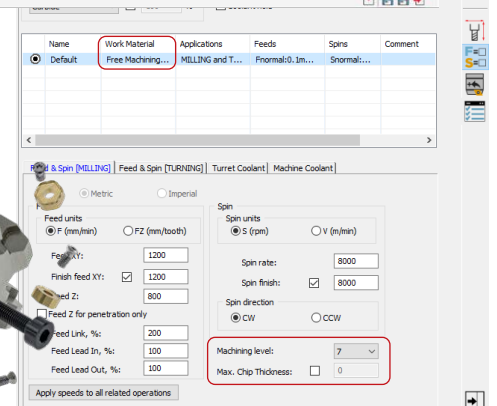 Name Work Material Applications Feeds Spins Comment
Default Free Machining... MILLING and T... Fnormal:0.1m... Snormal:...
F=
S=
Feed & Spin [MILLING] Feed & Spin [TURNING] Turret Coolant Machine Coolant
Metric Imperial
Spin
Feed units
F (mm/min) FZ (mm/tooth)
Spin units
S (rpm) V (m/min)
Feed XY: 1200
Spin rate: 8000
Finish feed XY: 1200
Spin finish: 8000
Feed Z: 800
Spin direction
Feed Z for penetration only
CW CCW
Feed Link, %: 200
Feed Lead In, %: 100
Machining level: 7
Feed Lead Out, %: 100
Max. Chip Thickness: 0
Apply speeds to all related operations